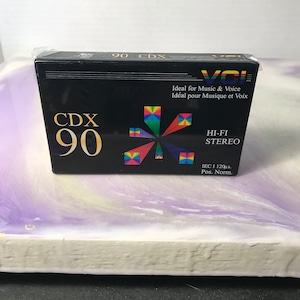 90 CDX
VCL
Ideal for Music & Voice
Idéal pour Musique et Voix
CDX
90
HI-FI
STEREO
IEC I 120µs.
Pos. Norm.